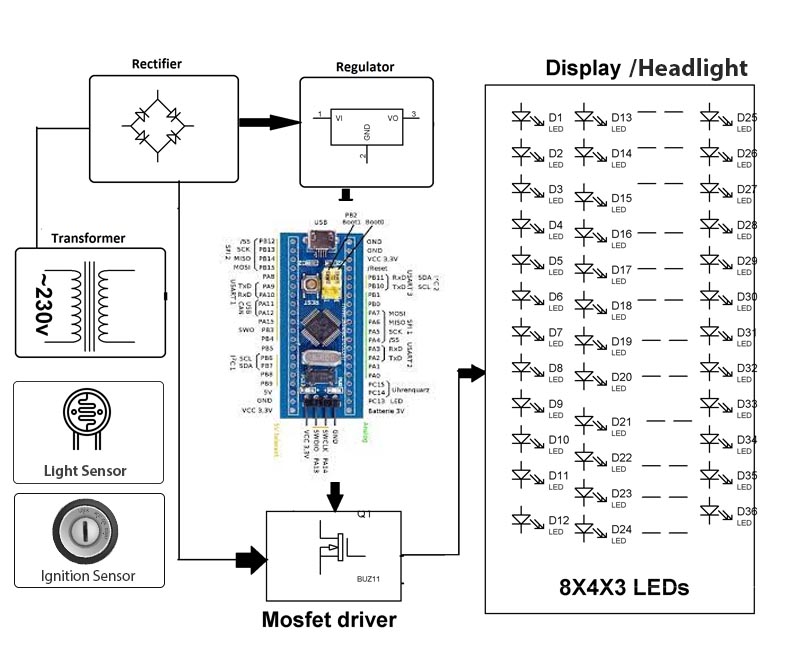 Rectifier
Regulator
Display /Headlight
Transformer
~230v
Light Sensor
Ignition Sensor
1 VI VO 3
GND
2
USB
PB2
Boot1 Boot0
SPI 2
/SS PB12
SCK PB13
MISO PB14
MOSI PB15
PA8
USART 1
TxD PA9
RxD PA10
USB
CAN
PA11
PA12
PA15
SWO PB3
PB4
PB5
I²C1
SCL PB6
SDA PB7
PB8
PB9
5V
GND
VCC 3,3V
GND
GND
VCC 3,3V
/Reset
PB11 RxD SDA
PB10 TxD SCL
USART 3
I²C 2
PB1
PB0
PA7 MOSI
PA6 MISO
PA5 SCK
PA4 /SS
SPI 1
PA3 RxD
PA2 TxD
USART 2
PA1
PA0
PC15
PC14
Uhrenquarz
PC13 LED
Batterie 3V
5V tolerant
Analog
VCC 3,3V
SWDIO PA13
SWCLK PA14
GND
Q1
BUZ11
Mosfet driver
D1 LED
D2 LED
D3 LED
D4 LED
D5 LED
D6 LED
D7 LED
D8 LED
D9 LED
D10 LED
D11 LED
D12 LED
D13 LED
D14 LED
D15 LED
D16 LED
D17 LED
D18 LED
D19 LED
D20 LED
D21 LED
D22 LED
D23 LED
D24 LED
D25 LED
D26 LED
D27 LED
D28 LED
D29 LED
D30 LED
D31 LED
D32 LED
D33 LED
D34 LED
D35 LED
D36 LED
8X4X3 LEDs